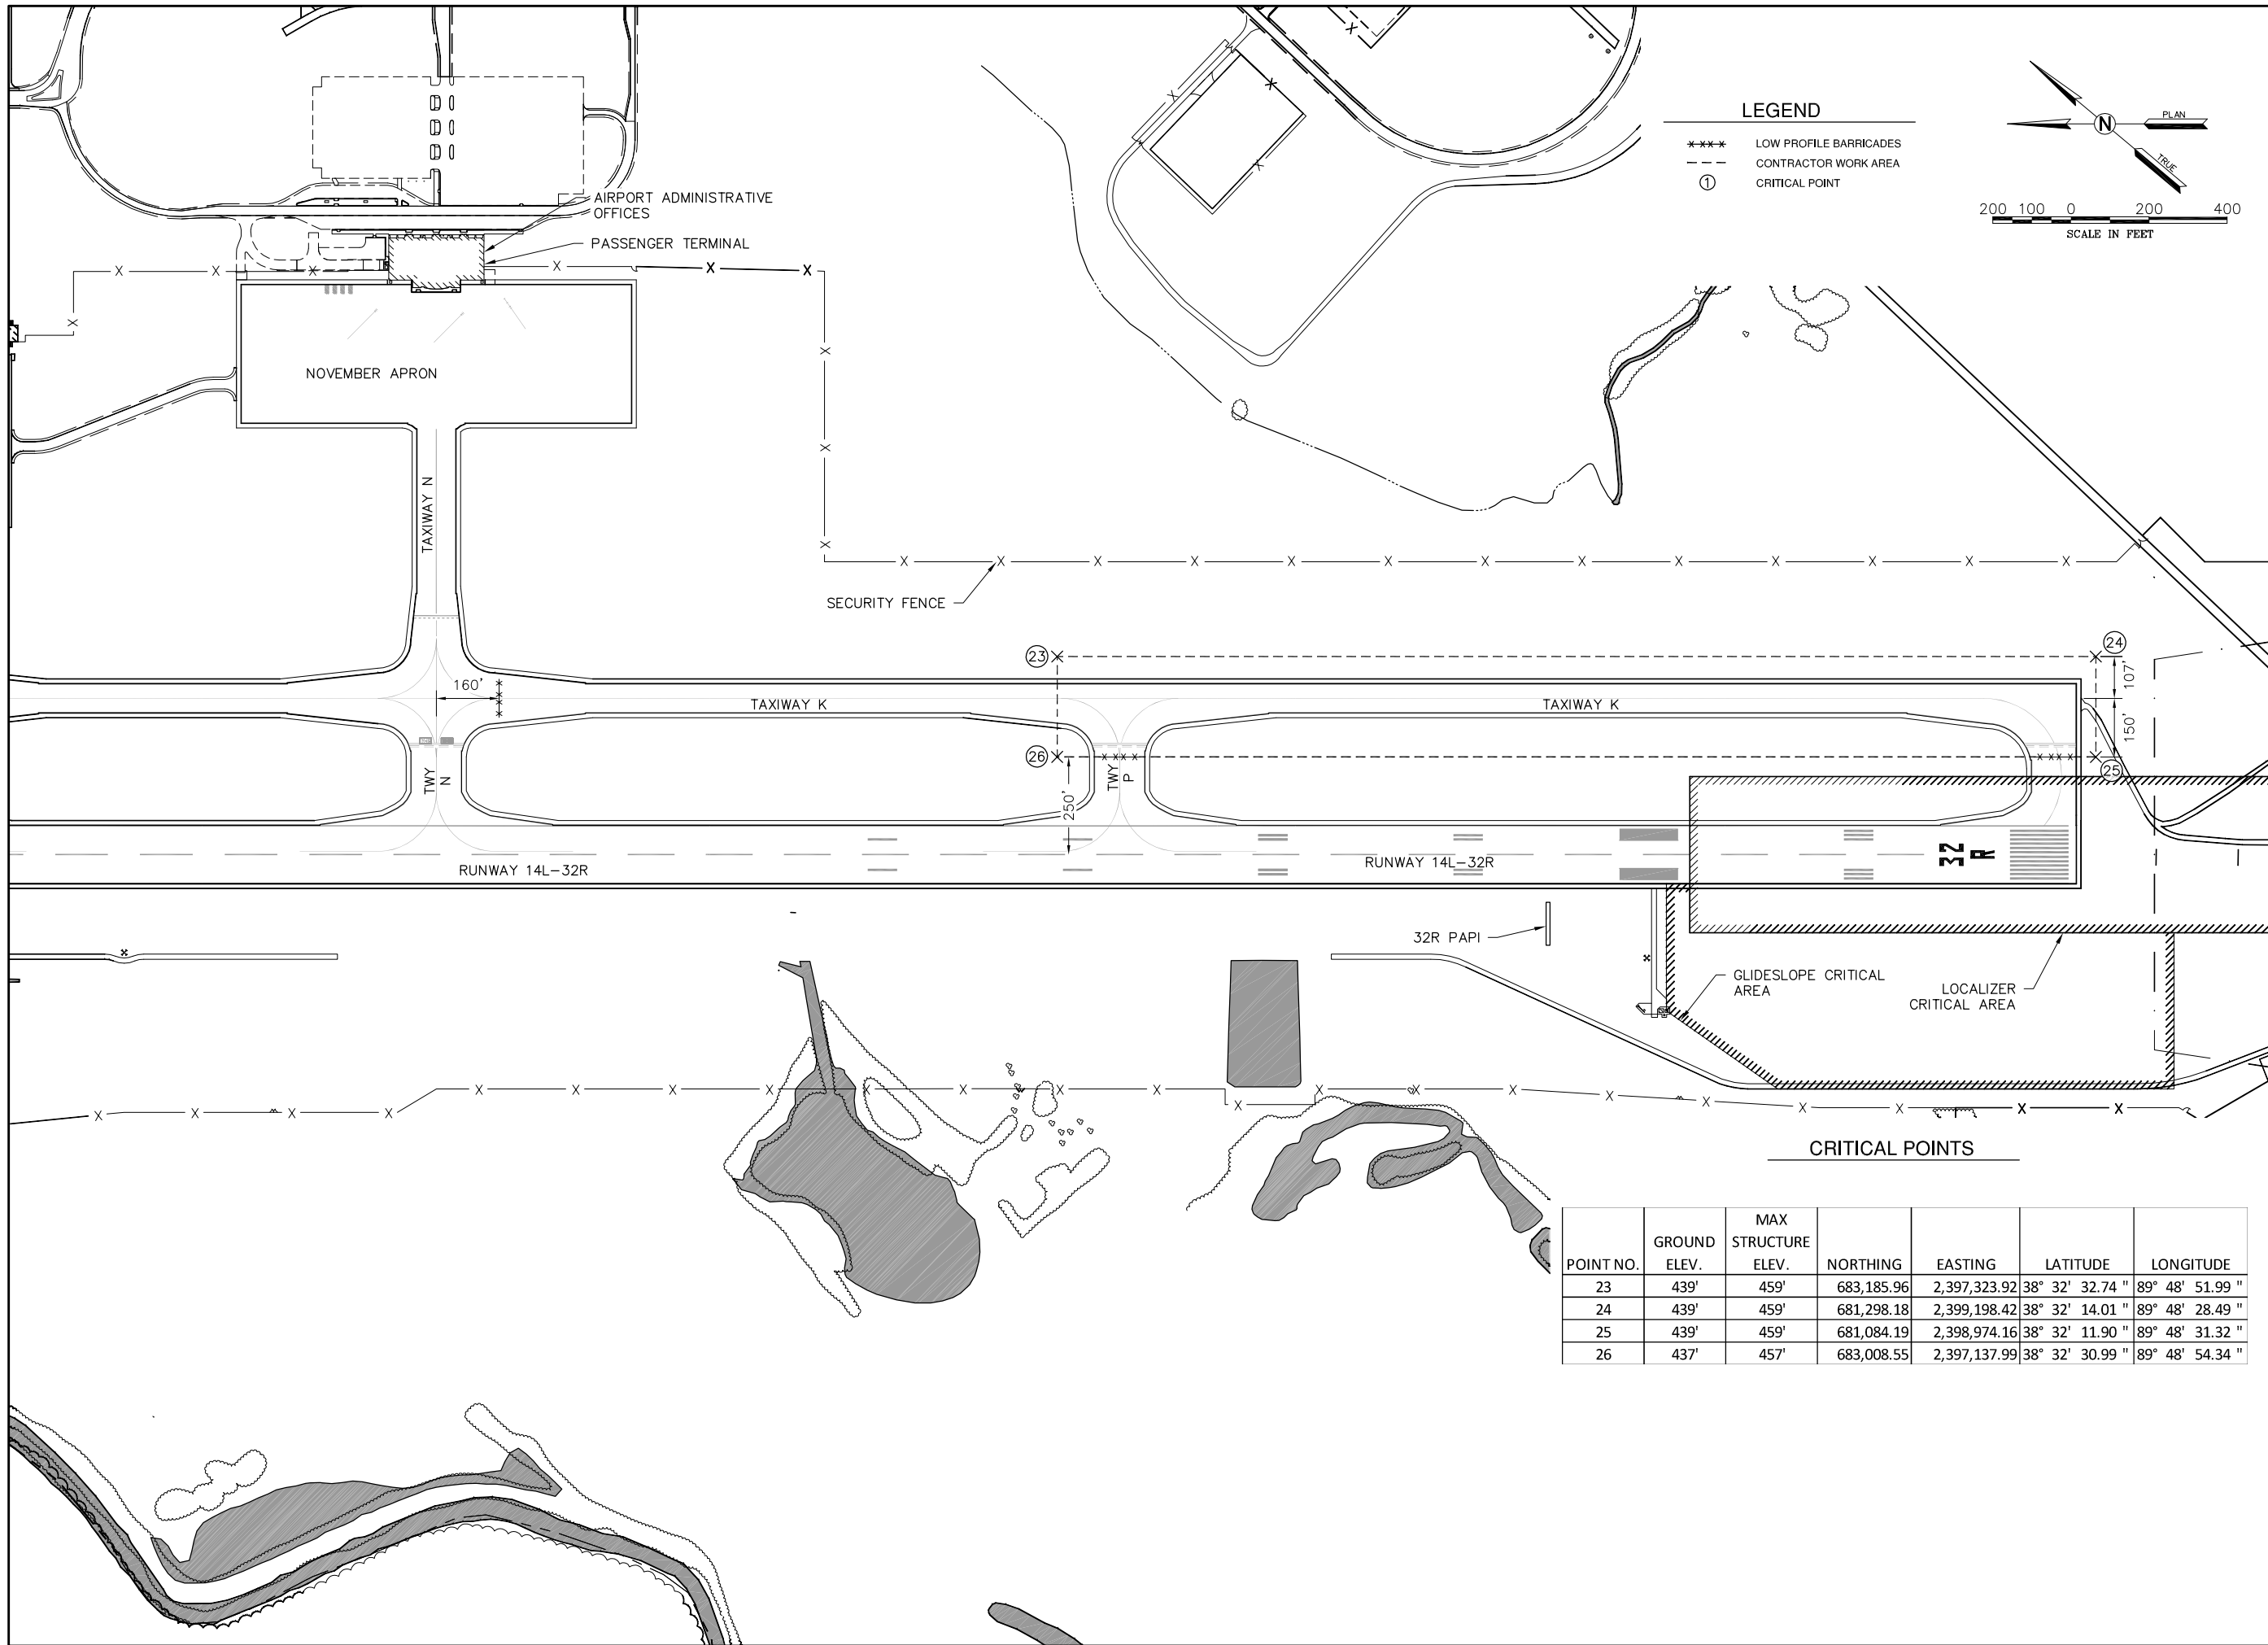 LEGEND
LOW PROFILE BARRICADES
CONTRACTOR WORK AREA
1 CRITICAL POINT
N
PLAN
TRUE
200 100 0 200 400
SCALE IN FEET
AIRPORT ADMINISTRATIVE
OFFICES
PASSENGER TERMINAL
NOVEMBER APRON
TAXIWAY N
SECURITY FENCE
23
24
107'
160'
TAXIWAY K
TAXIWAY K
150'
26
25
TWY
N
TWY
P
250'
RUNWAY 14L-32R
RUNWAY 14L-32R
32
R
32R PAPI
GLIDESLOPE CRITICAL
AREA
LOCALIZER
CRITICAL AREA
CRITICAL POINTS
POINT NO. GROUND ELEV. MAX STRUCTURE ELEV. NORTHING EASTING LATITUDE LONGITUDE
23 439' 459' 683,185.96 2,397,323.92 38° 32' 32.74 " 89° 48' 51.99 "
24 439' 459' 681,298.18 2,399,198.42 38° 32' 14.01 " 89° 48' 28.49 "
25 439' 459' 681,084.19 2,398,974.16 38° 32' 11.90 " 89° 48' 31.32 "
26 437' 457' 683,008.55 2,397,137.99 38° 32' 30.99 " 89° 48' 54.34 "